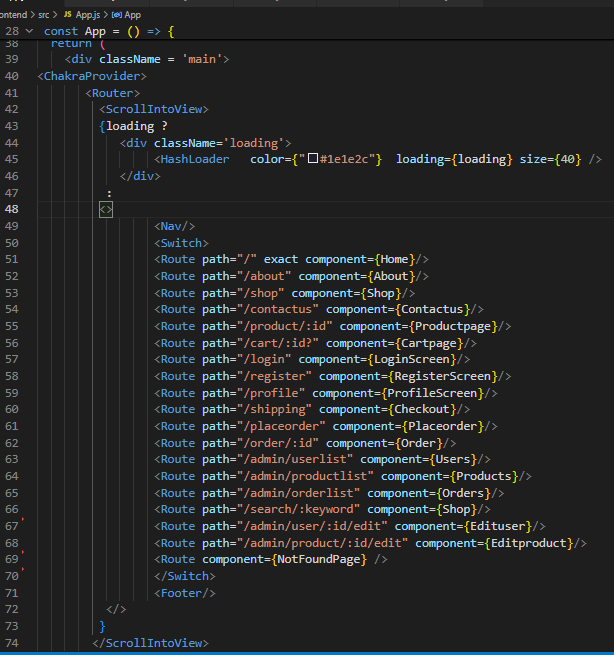 ontend > src > JS App.js > App
28 const App = () => {
38 return (
39 <div className = 'main'>
40 <ChakraProvider>
41 <Router>
42 <ScrollIntoView>
43 {loading ?
44 <div className='loading'>
45 <HashLoader color={"#1e1e2c"} loading={loading} size={40} />
46 </div>
47 :
48 <>
49 <Nav/>
50 <Switch>
51 <Route path="/" exact component={Home}/>
52 <Route path="/about" component={About}/>
53 <Route path="/shop" component={Shop}/>
54 <Route path="/contactus" component={Contactus}/>
55 <Route path="/product/:id" component={Productpage}/>
56 <Route path="/cart/:id?" component={Cartpage}/>
57 <Route path="/login" component={LoginScreen}/>
58 <Route path="/register" component={RegisterScreen}/>
59 <Route path="/profile" component={ProfileScreen}/>
60 <Route path="/shipping" component={Checkout}/>
61 <Route path="/placeorder" component={Placeorder}/>
62 <Route path="/order/:id" component={Order}/>
63 <Route path="/admin/userlist" component={Users}/>
64 <Route path="/admin/productlist" component={Products}/>
65 <Route path="/admin/orderlist" component={Orders}/>
66 <Route path="/search/:keyword" component={Shop}/>
67 <Route path="/admin/user/:id/edit" component={Edituser}/>
68 <Route path="/admin/product/:id/edit" component={Editproduct}/>
69 <Route component={NotFoundPage} />
70 </Switch>
71 <Footer/>
72 </>
73 }
74 </ScrollIntoView>